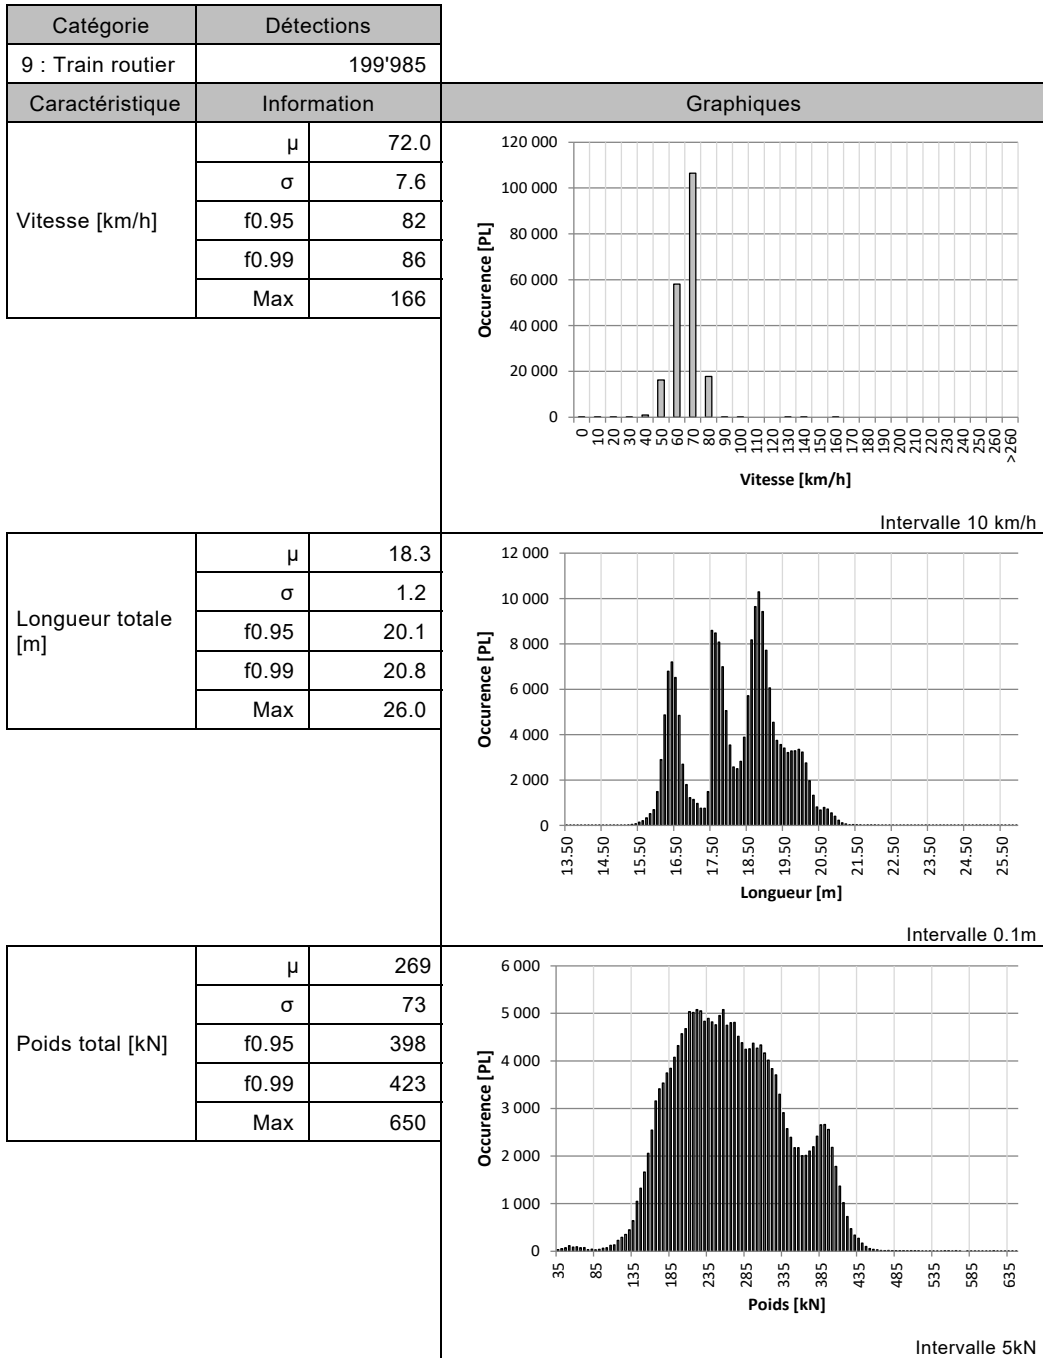 Catégorie Détections
9 : Train routier 199'985
Caractéristique Information Graphiques
Vitesse [km/h]
µ 72.0
σ 7.6
f0.95 82
f0.99 86
Max 166
120 000
100 000
80 000
60 000
40 000
20 000
0
Occurence [PL]
0 10 20 30 40 50 60 70 80 90 100 110 120 130 140 150 160 170 180 190 200 210 220 230 240 250 260 >260
Vitesse [km/h]
Intervalle 10 km/h
Longueur totale
[m]
µ 18.3
σ 1.2
f0.95 20.1
f0.99 20.8
Max 26.0
12 000
10 000
8 000
6 000
4 000
2 000
0
Occurence [PL]
13.50 14.50 15.50 16.50 17.50 18.50 19.50 20.50 21.50 22.50 23.50 24.50 25.50
Longueur [m]
Intervalle 0.1m
Poids total [kN]
µ 269
σ 73
f0.95 398
f0.99 423
Max 650
6 000
5 000
4 000
3 000
2 000
1 000
0
Occurence [PL]
35 85 135 185 235 285 335 385 435 485 535 585 635
Poids [kN]
Intervalle 5kN